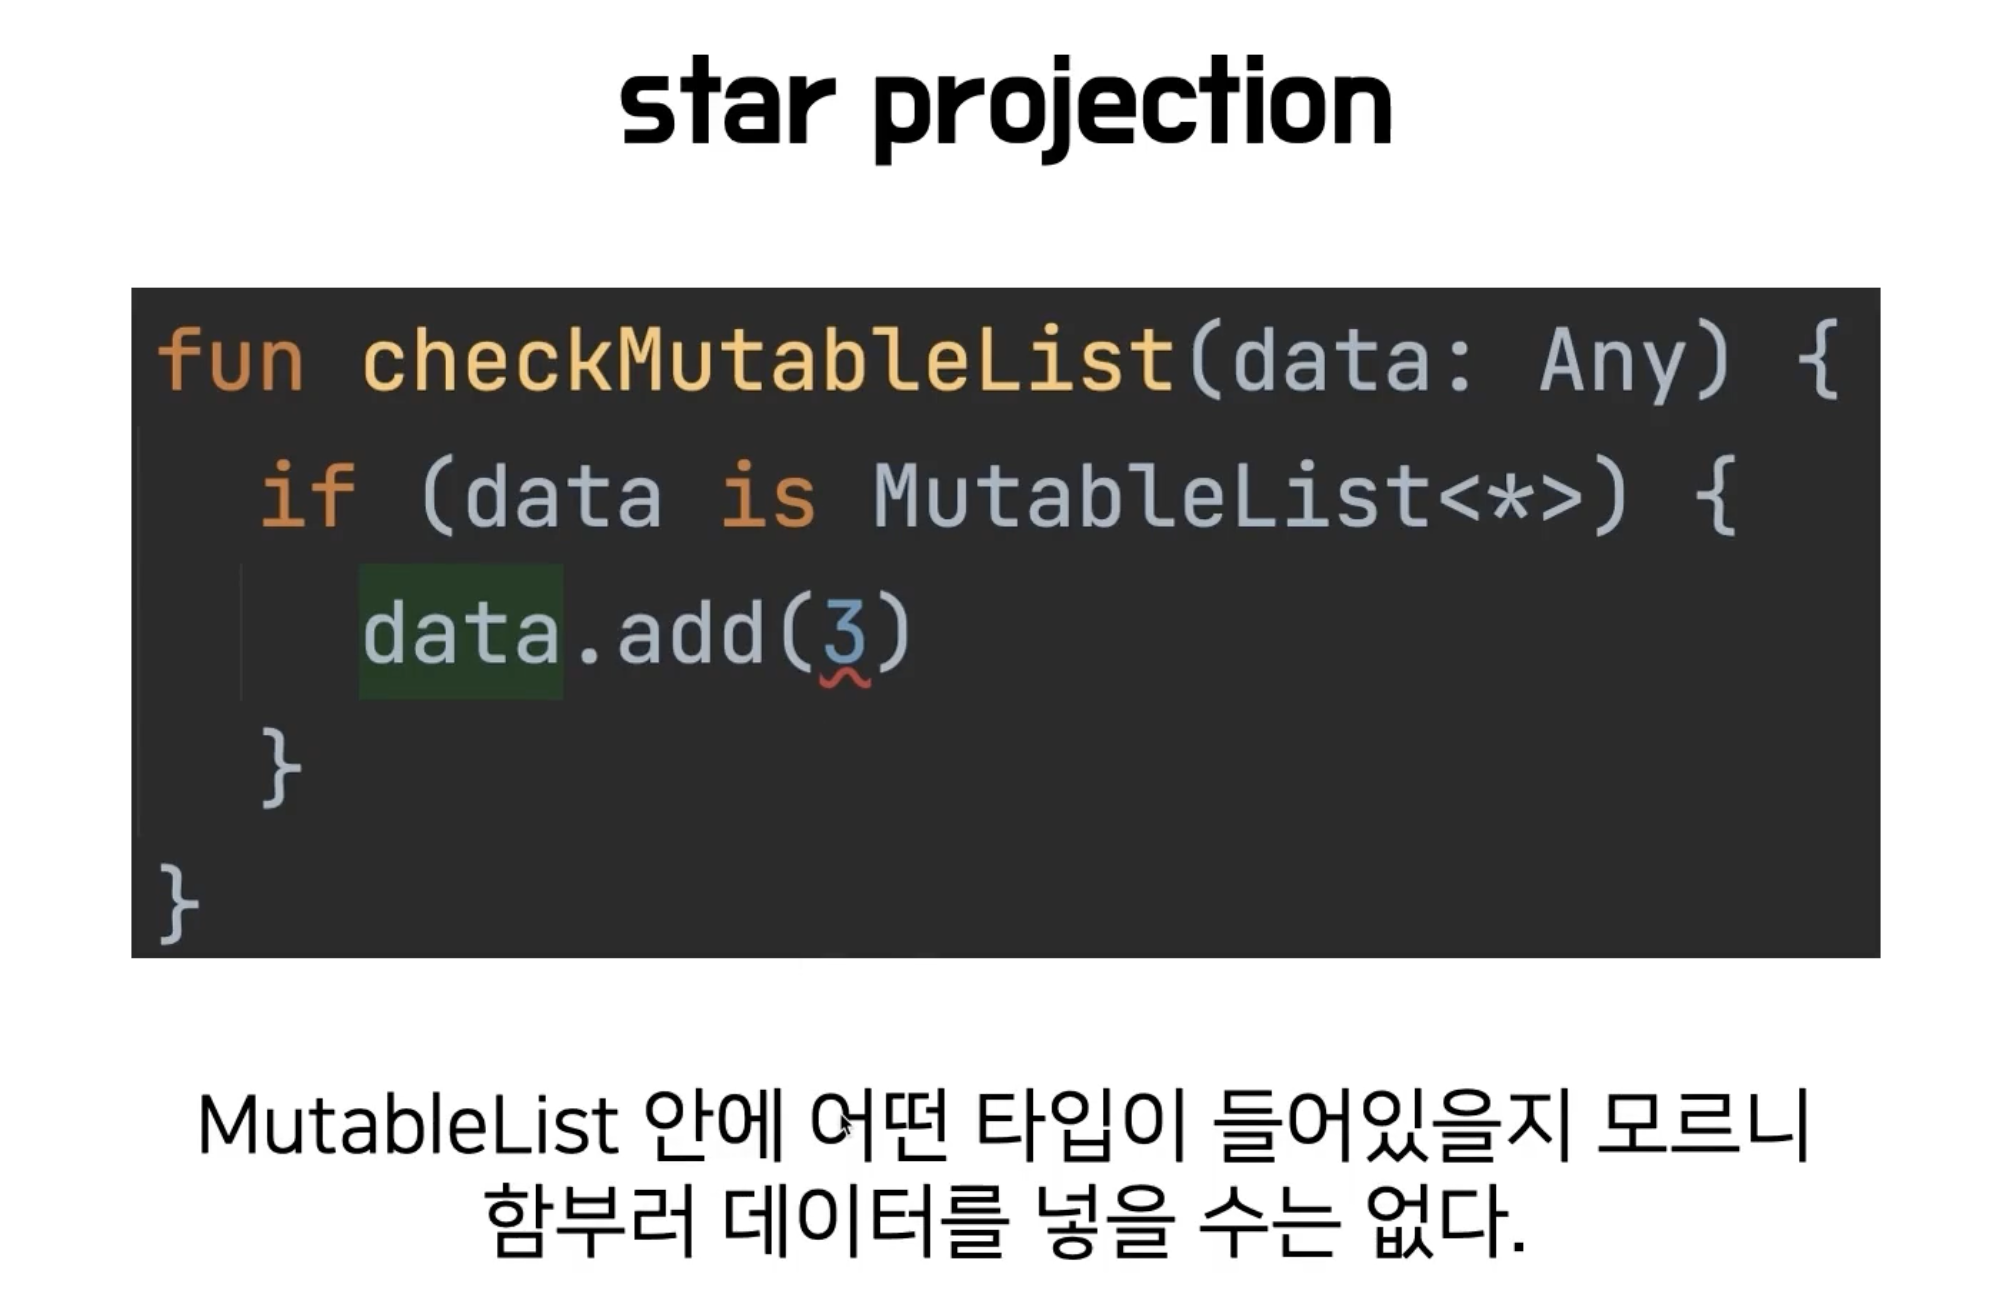 star projection
fun checkMutableList(data: Any) {
if (data is MutableList<*>) {
data.add(3)
}
}
MutableList 안에 어떤 타입이 들어있을지 모르니
함부러 데이터를 넣을 수는 없다.